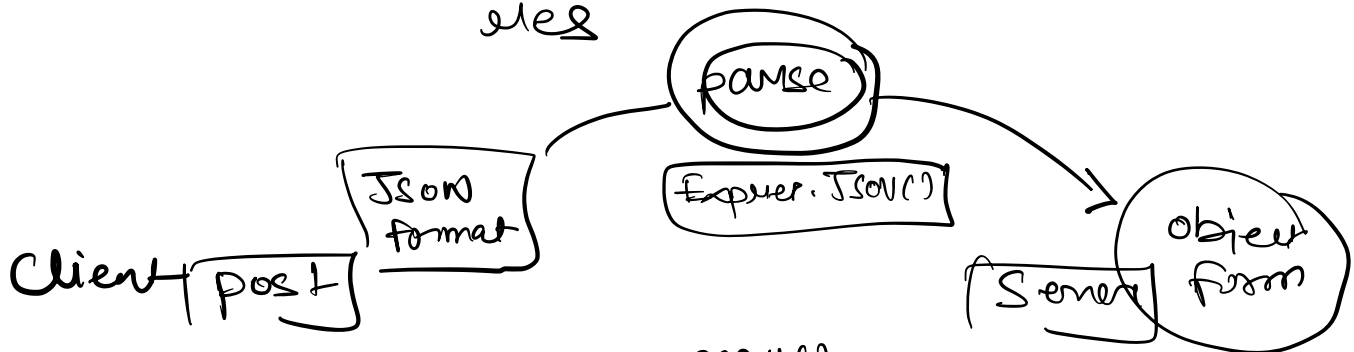 parse
JSON
format
Express.JSON()
Client
post
object
form
Server